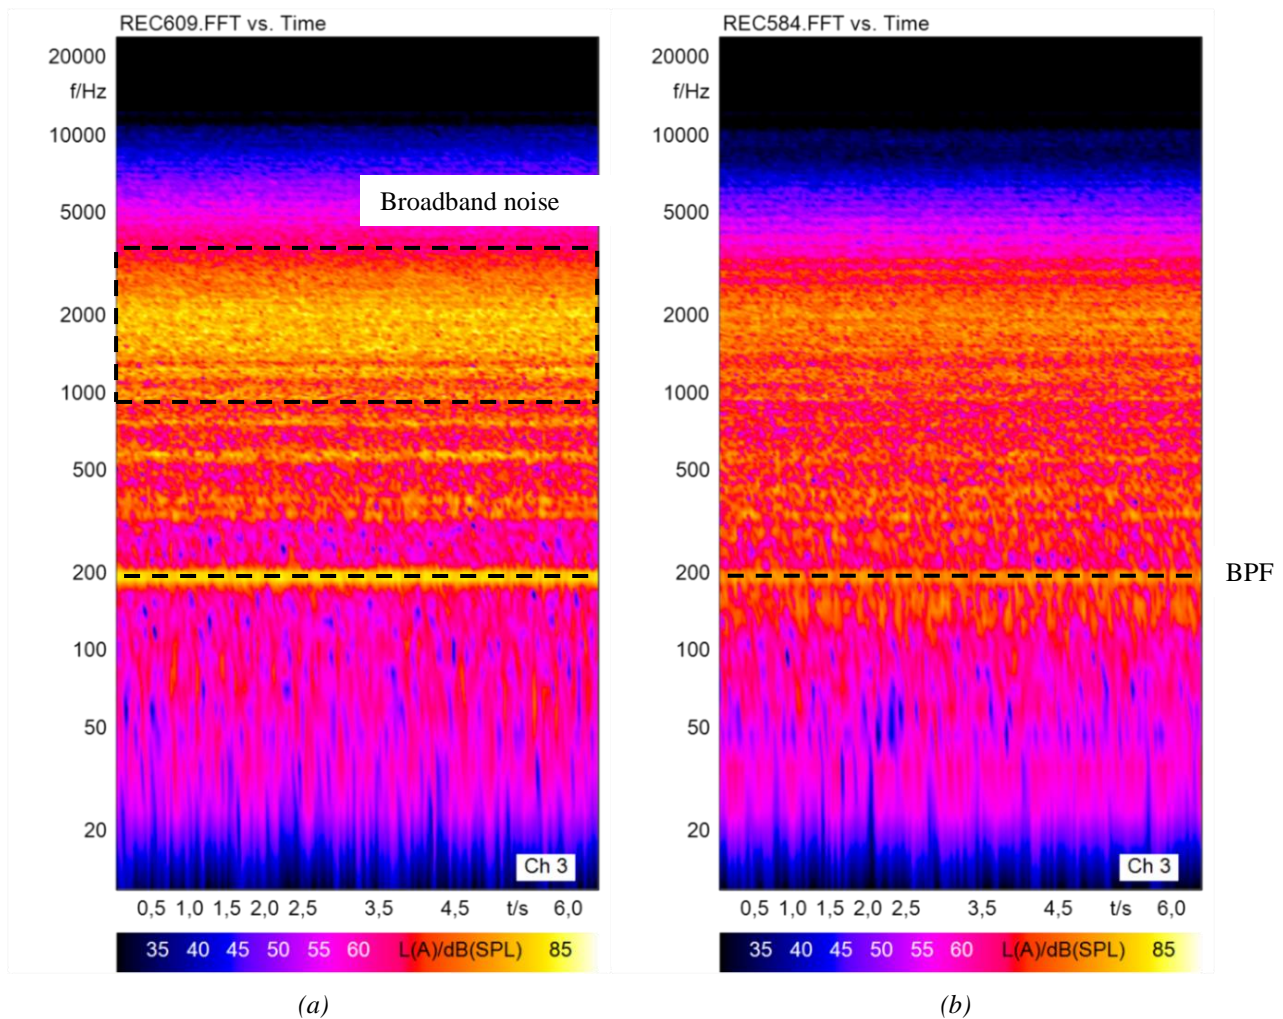 REC609.FFT vs. Time
20000
f/Hz
10000
5000
2000
1000
500
200
100
50
20
Broadband noise
Ch 3
0,5 1,0 1,5 2,0 2,5 3,5 4,5 t/s 6,0
35 40 45 50 55 60 L(A)/dB(SPL) 85
(a)
REC584.FFT vs. Time
20000
f/Hz
10000
5000
2000
1000
500
200
100
50
20
BPF
Ch 3
0,5 1,0 1,5 2,0 2,5 3,5 4,5 t/s 6,0
35 40 45 50 55 60 L(A)/dB(SPL) 85
(b)